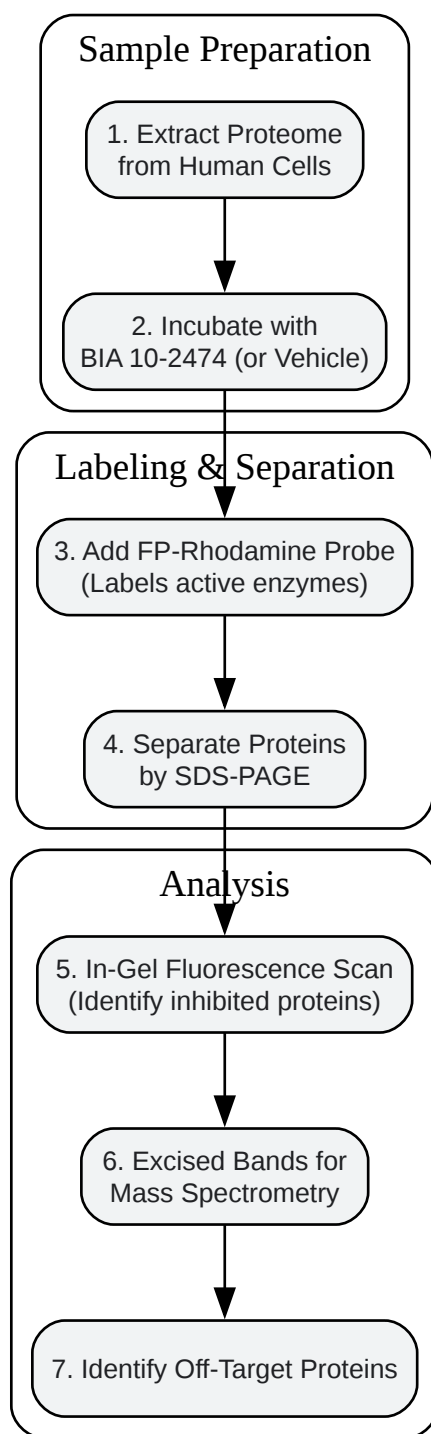 Sample Preparation
1. Extract Proteome
from Human Cells
2. Incubate with
BIA 10-2474 (or Vehicle)
Labeling & Separation
3. Add FP-Rhodamine Probe
(Labels active enzymes)
4. Separate Proteins
by SDS-PAGE
Analysis
5. In-Gel Fluorescence Scan
(Identify inhibited proteins)
6. Excised Bands for
Mass Spectrometry
7. Identify Off-Target Proteins